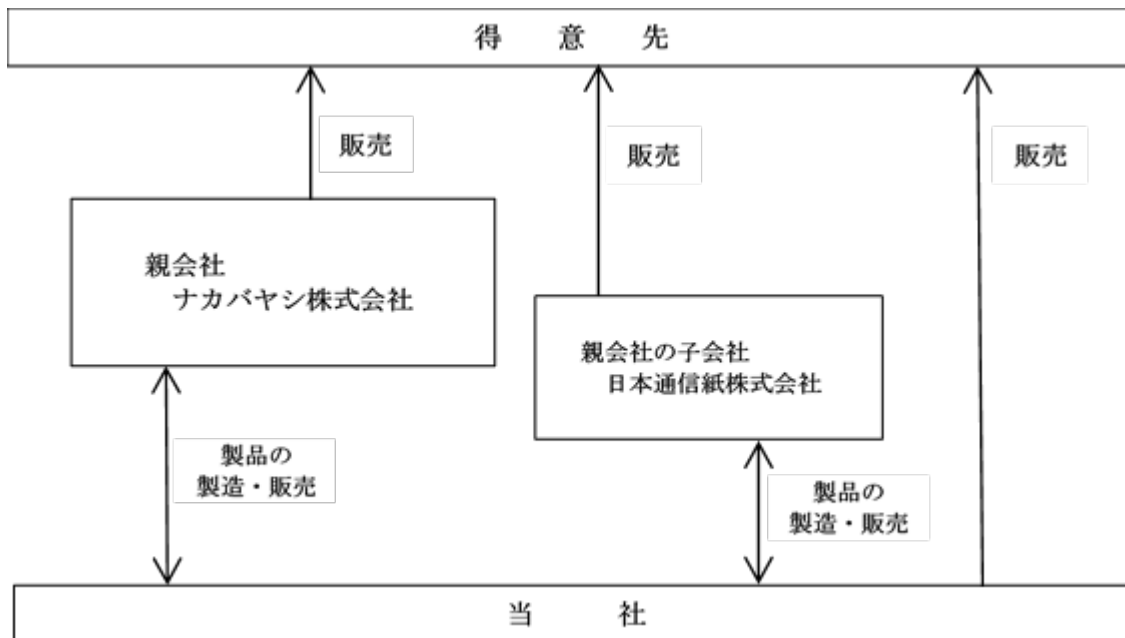 得 意 先
販売
販売
販売
親会社
ナカバヤシ株式会社
親会社の子会社
日本通信紙株式会社
製品の
製造・販売
製品の
製造・販売
当 社